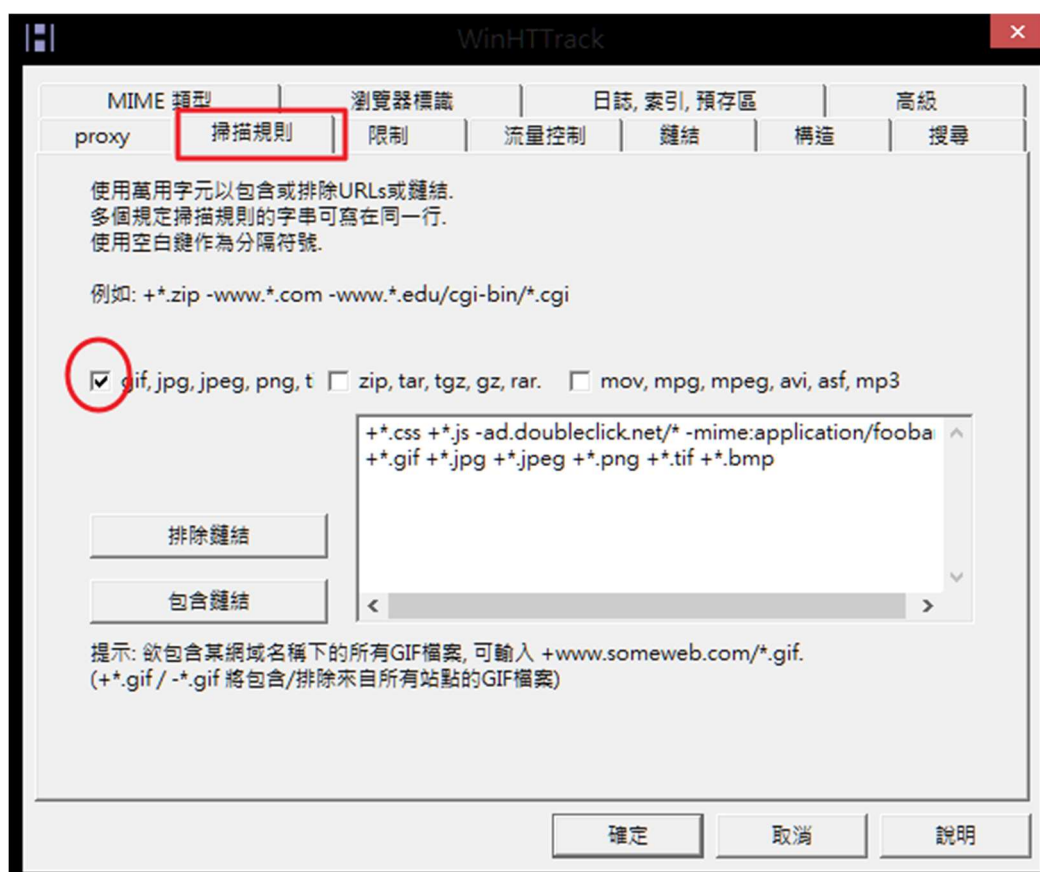 WinHTTrack
MIME 類型 瀏覽器標識 日誌, 索引, 預存區 高級
proxy 掃描規則 限制 流量控制 鏈結 構造 搜尋
使用萬用字元以包含或排除URLs或鏈結.
多個規定掃描規則的字串可寫在同一行.
使用空白鍵作為分隔符號.
例如: +*.zip -www.*.com -www.*.edu/cgi-bin/*.cgi
gif, jpg, jpeg, png, t zip, tar, tgz, gz, rar. mov, mpg, mpeg, avi, asf, mp3
+*.css +*.js -ad.doubleclick.net/* -mime:application/foobar
+*.gif +*.jpg +*.jpeg +*.png +*.tif +*.bmp
排除鏈結
包含鏈結
提示: 欲包含某網域名稱下的所有GIF檔案, 可輸入 +www.someweb.com/*.gif.
(+*.gif / -*.gif 將包含/排除來自所有站點的GIF檔案)
確定 取消 說明